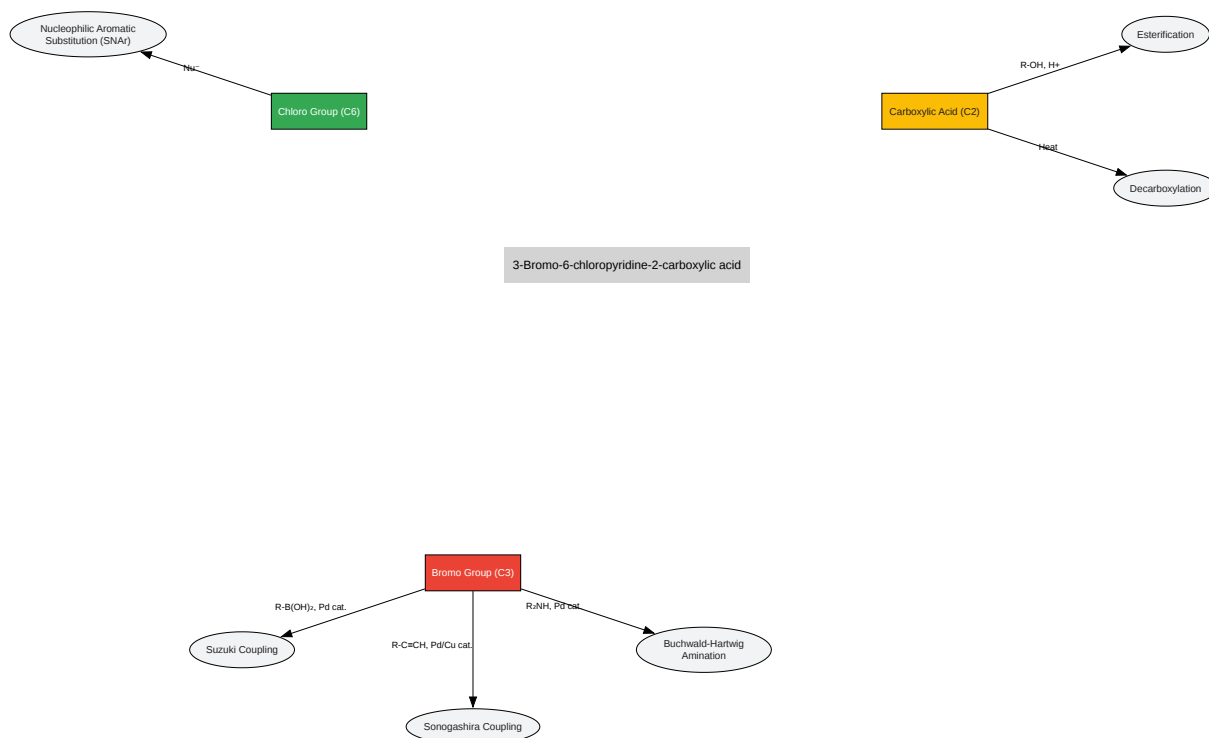 Nucleophilic Aromatic
Substitution (SNAr)
Esterification
Nu⁻
R-OH, H+
Chloro Group (C6)
Carboxylic Acid (C2)
Heat
Decarboxylation
3-Bromo-6-chloropyridine-2-carboxylic acid
Bromo Group (C3)
R-B(OH)₂, Pd cat.
R₂NH, Pd cat.
R-C≡CH, Pd/Cu cat.
Suzuki Coupling
Buchwald-Hartwig
Amination
Sonogashira Coupling